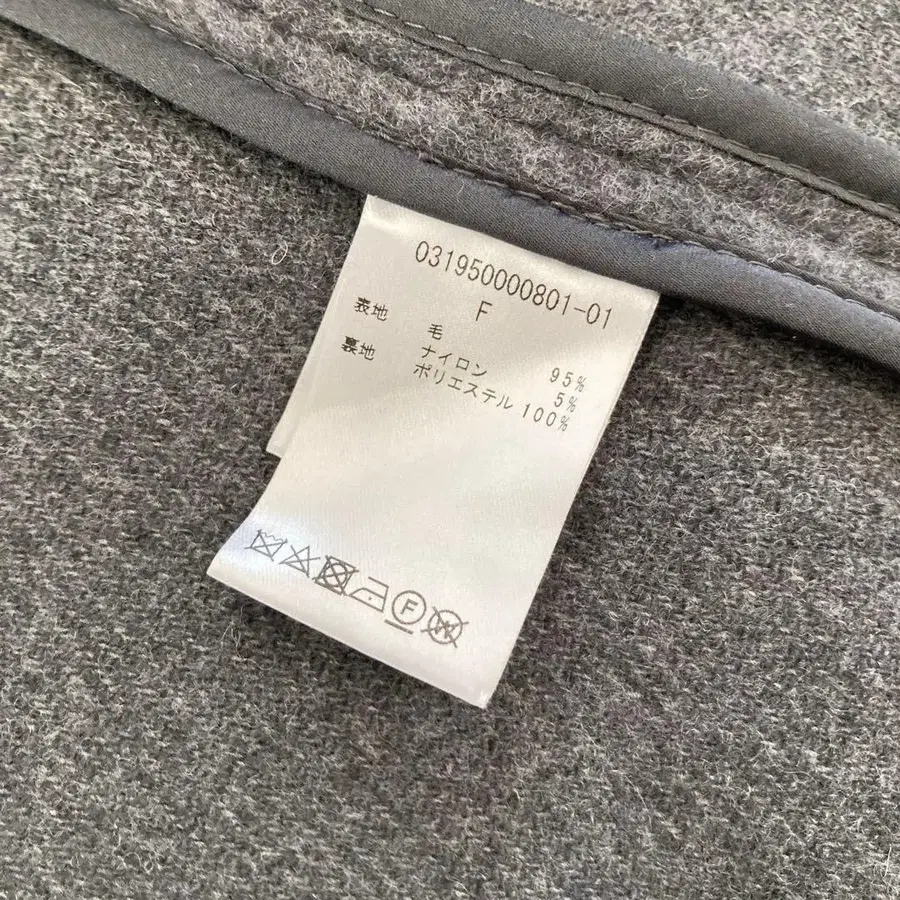 031950000801-01
F
表地 毛 95%
ナイロン 5%
裏地 ポリエステル 100%
F
W